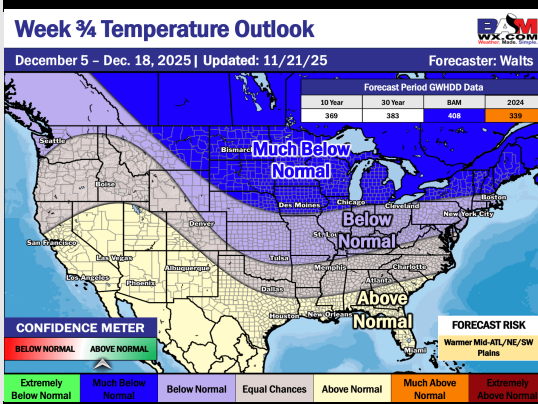 Week ¾ Temperature Outlook
BAM
WX.COM
Weather. Made. Simple.
December 5 – Dec. 18, 2025 | Updated: 11/21/25
Forecaster: Walts
Forecast Period GWHDD Data
10 Year 30 Year BAM 2024
369 383 408 339
Seattle
Bismarck
Much Below
Normal
Boise
Boston
Des Moines
Chicago
Cleveland
New York City
Below
Normal
Denver
St. Lou
San Francisco
Las Vegas
Tulsa
Albuquerque
Memphis
Charlotte
Los Angeles
Phoenix
Atlanta
Dallas
Above
Normal
Houston
New Orleans
Miami
CONFIDENCE METER
BELOW NORMAL
ABOVE NORMAL
FORECAST RISK
Warmer Mid-ATL/NE/SW
Plains
Extremely
Below Normal
Much Below
Normal
Below Normal
Equal Chances
Above Normal
Much Above
Normal
Extremely
Above Normal